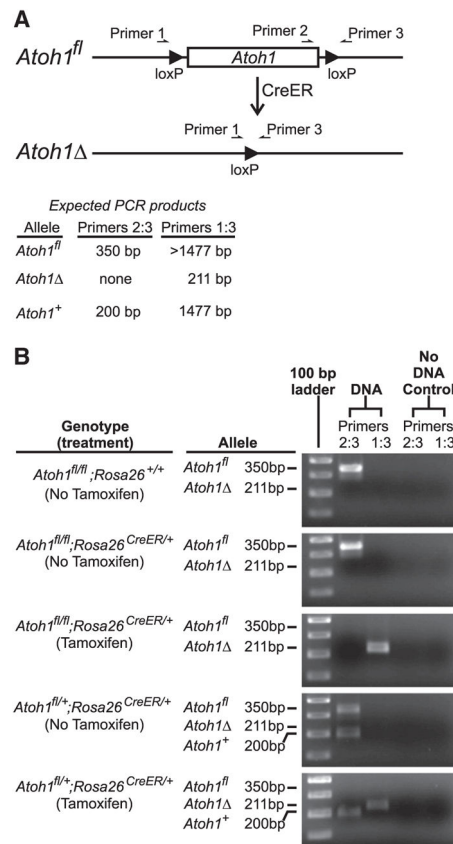 A
Primer 1
Primer 2
Primer 3
Atoh1fl
Atoh1
loxP
loxP
CreER
Primer 1
Primer 3
Atoh1Δ
loxP
Expected PCR products
Allele Primers 2:3 Primers 1:3
Atoh1fl 350 bp >1477 bp
Atoh1Δ none 211 bp
Atoh1+ 200 bp 1477 bp
B
Genotype
(treatment)
Allele
100 bp
ladder
DNA
No
DNA
Control
Primers Primers
2:3 1:3 2:3 1:3
Atoh1fl/fl;Rosa26+/+
(No Tamoxifen)
Atoh1fl 350bp
Atoh1Δ 211bp
Atoh1fl/fl;Rosa26CreER/+
(No Tamoxifen)
Atoh1fl 350bp
Atoh1Δ 211bp
Atoh1fl/fl;Rosa26CreER/+
(Tamoxifen)
Atoh1fl 350bp
Atoh1Δ 211bp
Atoh1fl/+;Rosa26CreER/+
(No Tamoxifen)
Atoh1fl 350bp
Atoh1Δ 211bp
Atoh1+ 200bp
Atoh1fl/+;Rosa26CreER/+
(Tamoxifen)
Atoh1fl 350bp
Atoh1Δ 211bp
Atoh1+ 200bp